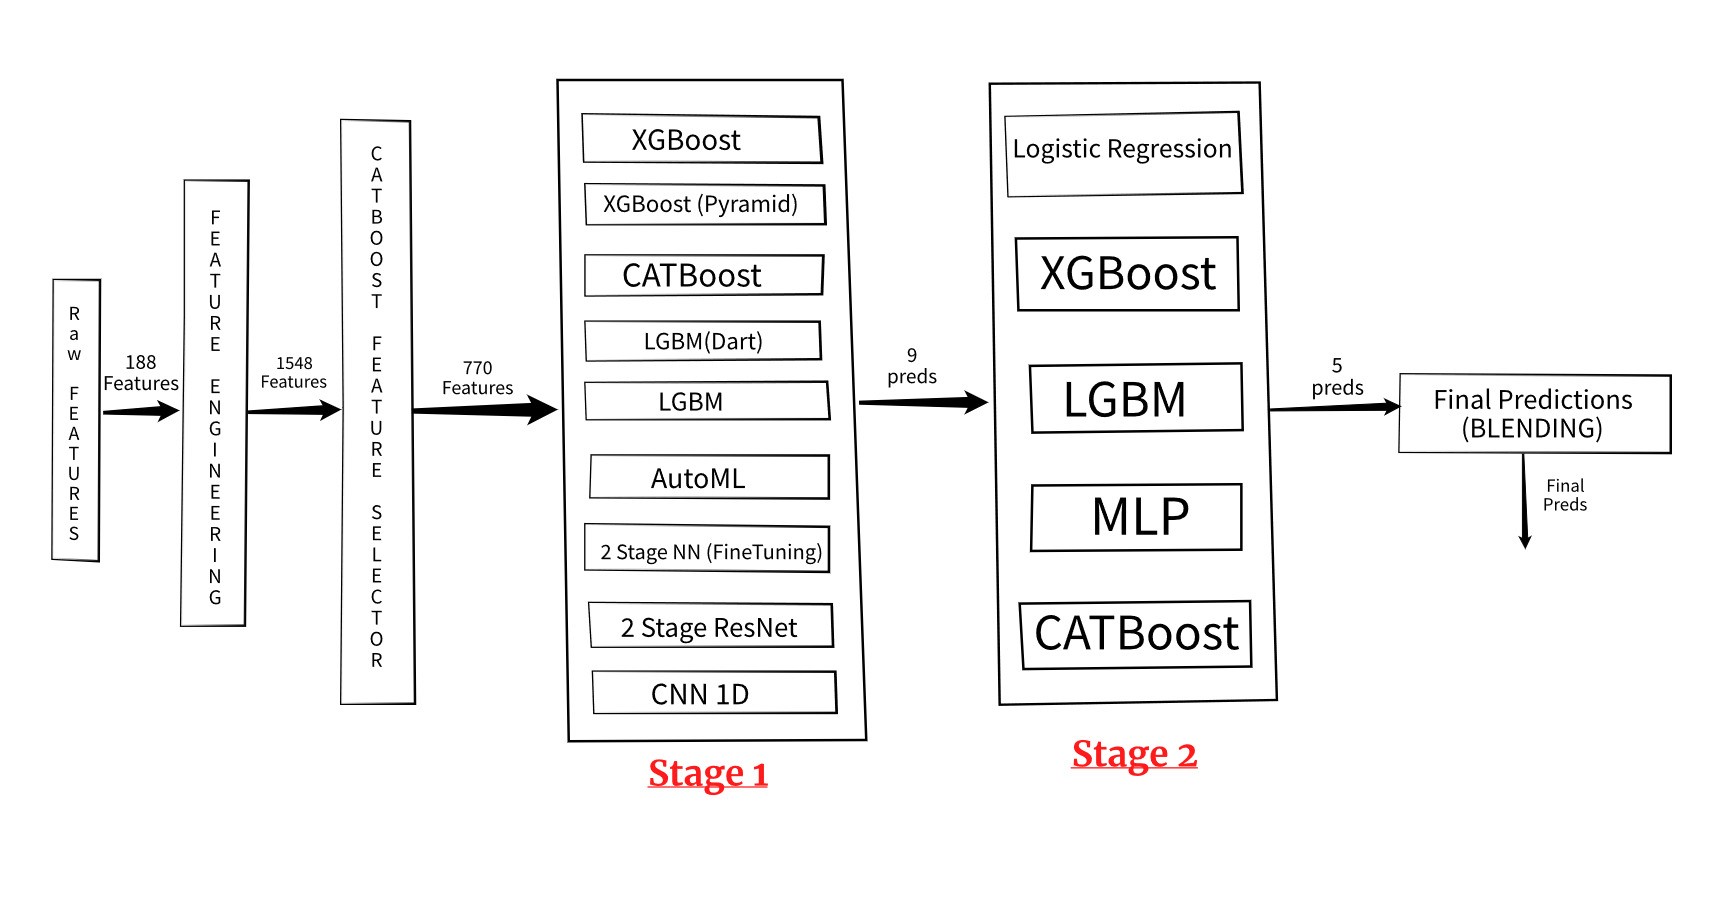 Raw FEATURES
188
Features
FEATURE ENGINEERING
1548
Features
CATBOOST FEATURE SELECTOR
770
Features
XGBoost
XGBoost (Pyramid)
CATBoost
LGBM(Dart)
LGBM
AutoML
2 Stage NN (FineTuning)
2 Stage ResNet
CNN 1D
Stage 1
9
preds
Logistic Regression
XGBoost
LGBM
MLP
CATBoost
Stage 2
5
preds
Final Predictions
(BLENDING)
Final
Preds